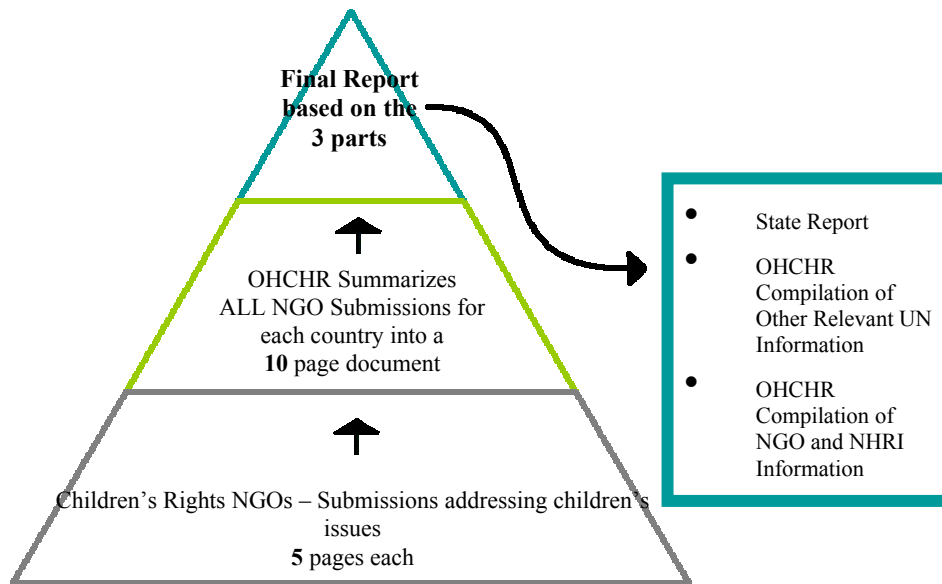 Final Report
based on the
3 parts
OHCHR Summarizes
ALL NGO Submissions for
each country into a
10 page document
Children's Rights NGOs – Submissions addressing children's
issues
5 pages each
• State Report
• OHCHR
Compilation of
Other Relevant UN
Information
• OHCHR
Compilation of
NGO and NHRI
Information